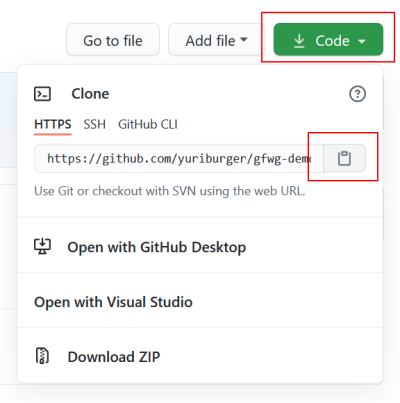 Go to file
Add file
Code
Clone
HTTPS SSH GitHub CLI
https://github.com/yuriburger/gfwg-demo
Use Git or checkout with SVN using the web URL.
Open with GitHub Desktop
Open with Visual Studio
Download ZIP